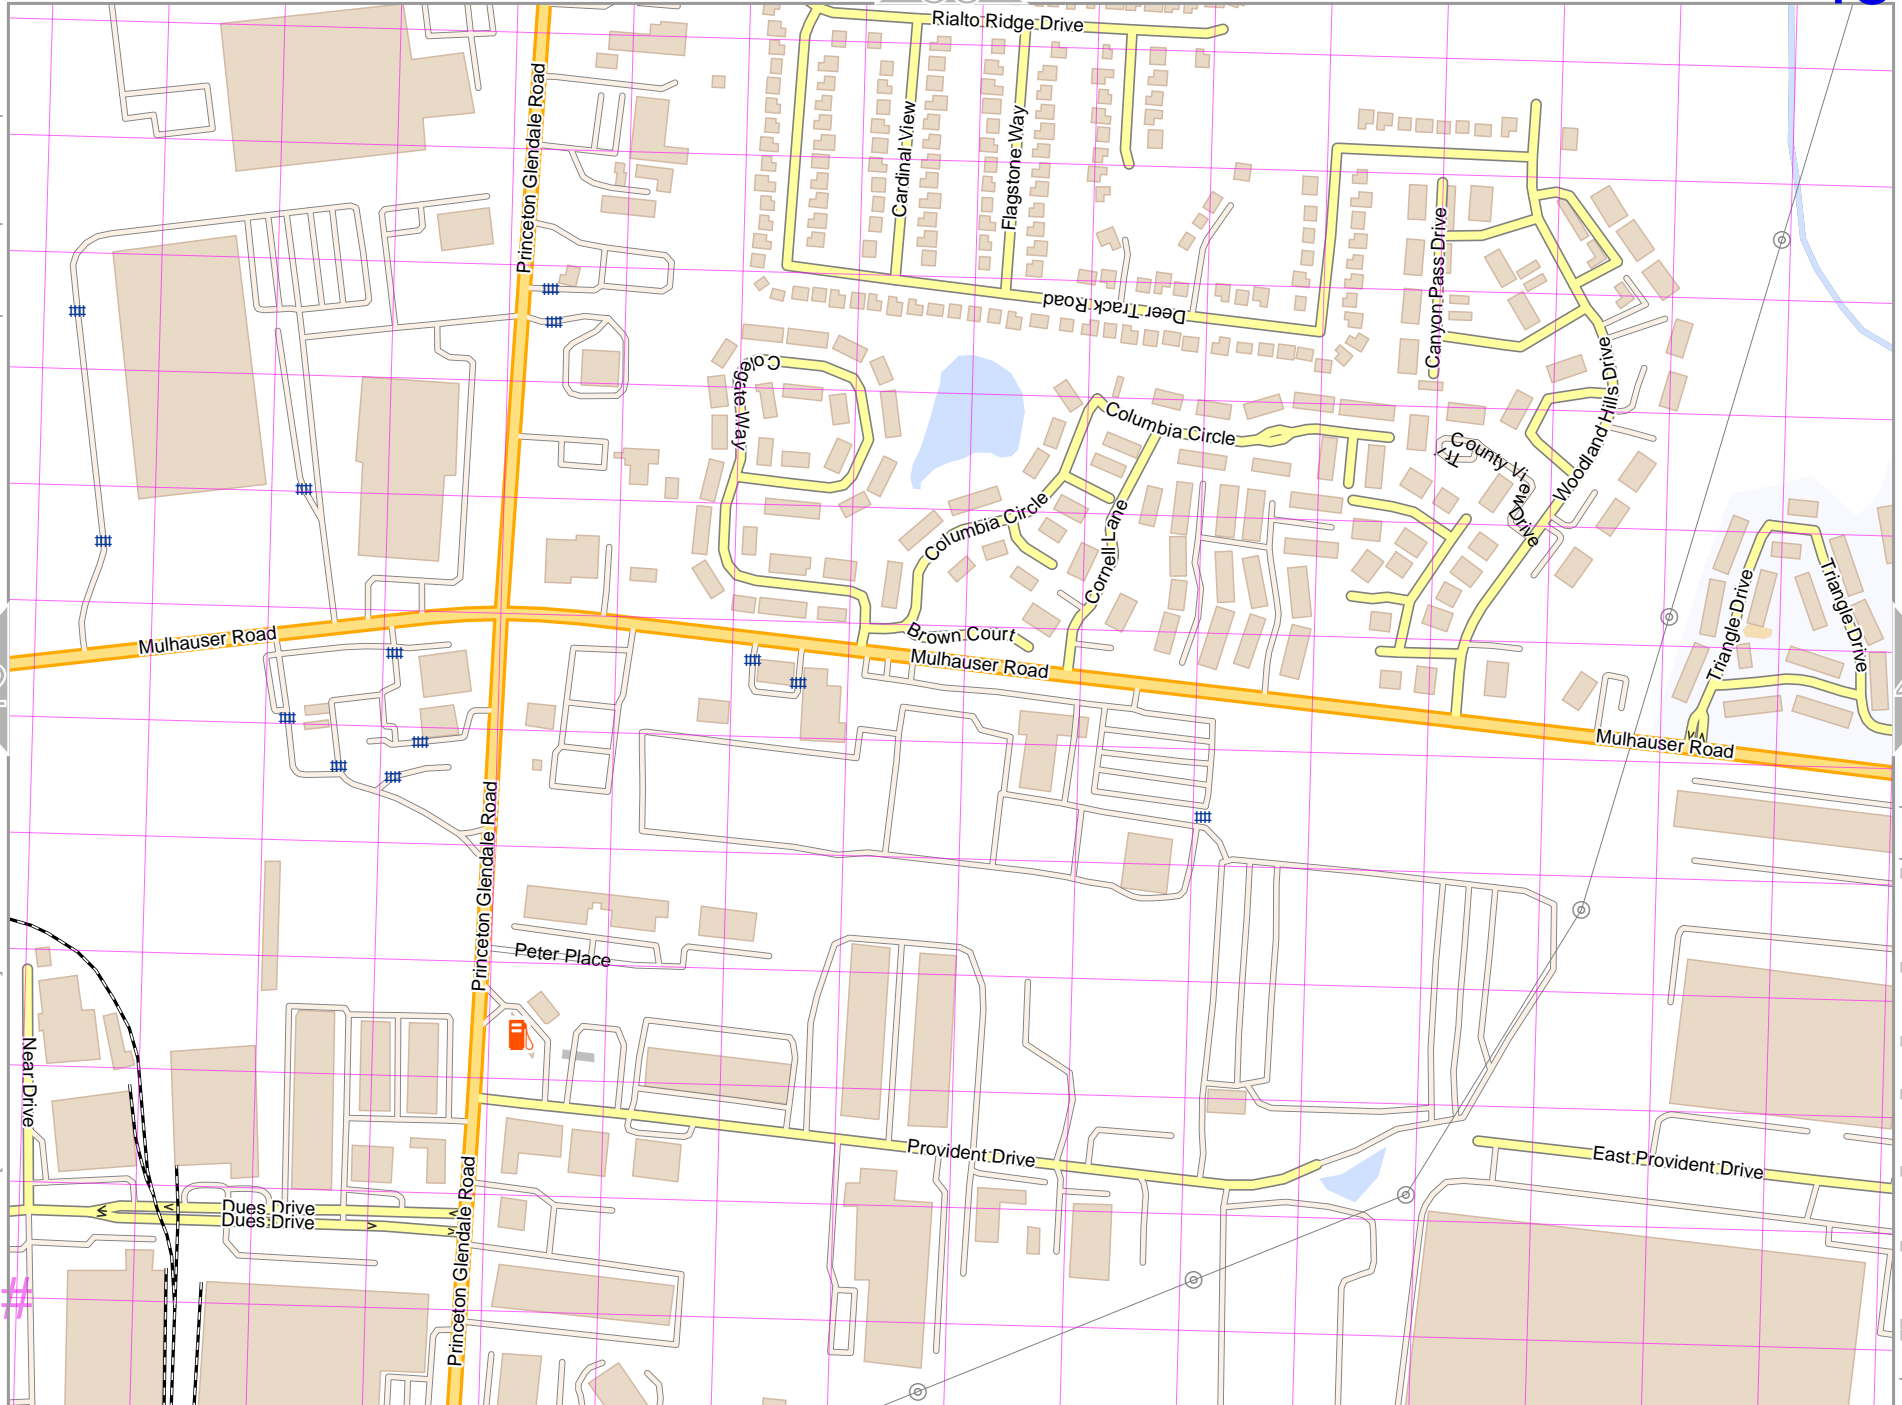 Rialto Ridge Drive
Princeton Glendale Road
Cardinal View
Flagstone Way
Canyon Pass Drive
Deer Track Road
Collegate Way
Columbia Circle
Woodland Hills Drive
County View Drive
Try
Columbia Circle
Cornell Lane
Triangle Drive
Triangle Drive
Mulhauser Road
Brown Court
Mulhauser Road
Mulhauser Road
Princeton Glendale Road
Peter Place
Near Drive
Provident Drive
East Provident Drive
Princeton Glendale Road
Dues Drive
Dues Drive
#